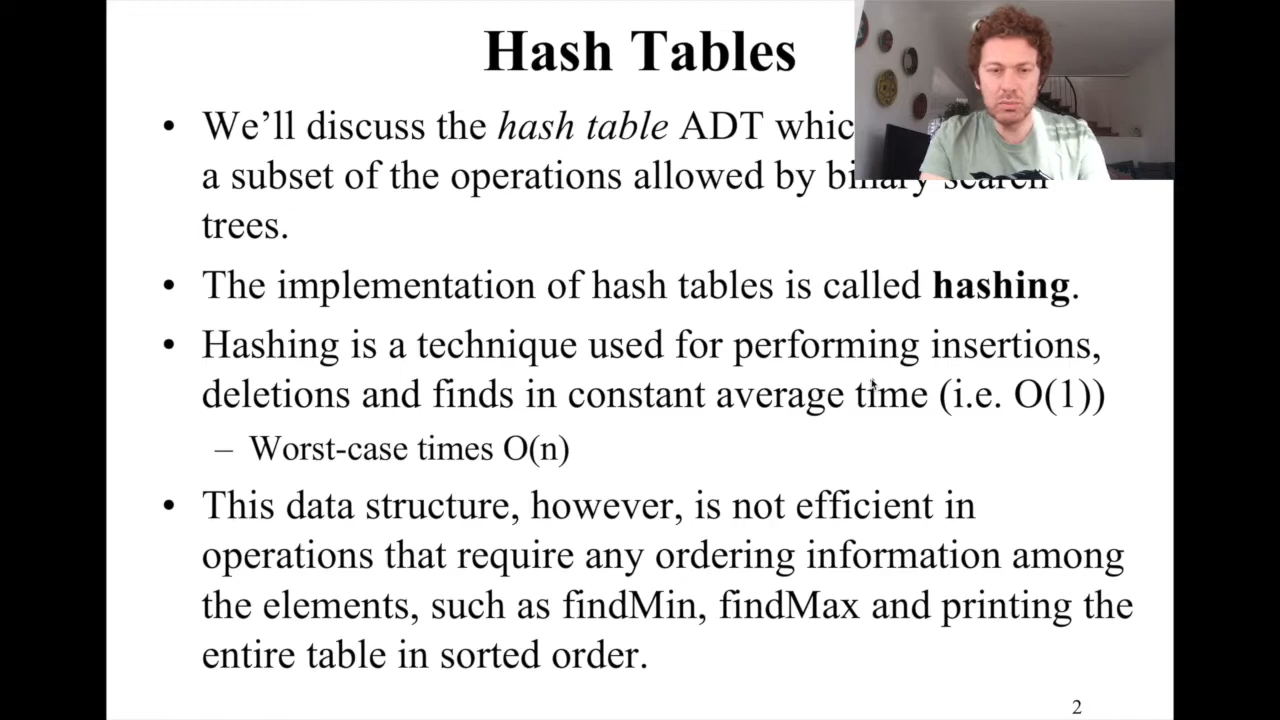 Hash Tables
• We’ll discuss the hash table ADT
a subset of the operations allowed by binary search
trees.
• The implementation of hash tables is called hashing.
• Hashing is a technique used for performing insertions,
deletions and finds in constant average time (i.e. O(1))
– Worst-case times O(n)
• This data structure, however, is not efficient in
operations that require any ordering information among
the elements, such as findMin, findMax and printing the
entire table in sorted order.
2